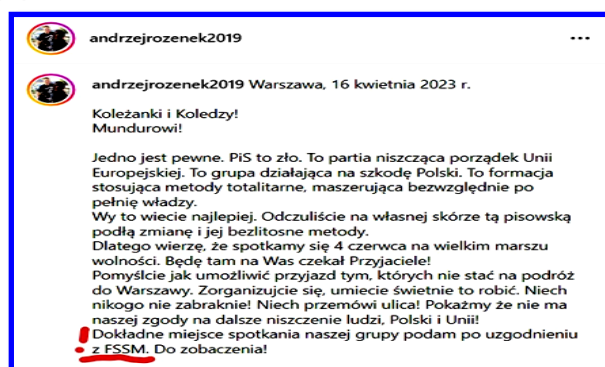 andrzejrozenek2019
andrzejrozenek2019 Warszawa, 16 kwietnia 2023 r.
Koleżanki i Koledzy!
Mundurowi!
Jedno jest pewne. PiS to zło. To partia niszcząca porządek Unii
Europejskiej. To grupa działająca na szkodę Polski. To formacja
stosująca metody totalitarne, maszerująca bezwzględnie po
pełnię władzy.
Wy to wiecie najlepiej. Odczuliście na własnej skórze tą pisowską
podłą zmianę i jej bezlitosne metody.
Dlatego wierzę, że spotkamy się 4 czerwca na wielkim marszu
wolności. Będę tam na Was czekał Przyjaciele!
Pomyślcie jak umożliwić przyjazd tym, których nie stać na podróż
do Warszawy. Zorganizujcie się, umiecie świetnie to robić. Niech
nikogo nie zabraknie! Niech przemówi ulica! Pokażmy że nie ma
naszej zgody na dalsze niszczenie ludzi, Polski i Unii!
Dokładne miejsce spotkania naszej grupy podam po uzgodnieniu
z FSSM. Do zobaczenia!